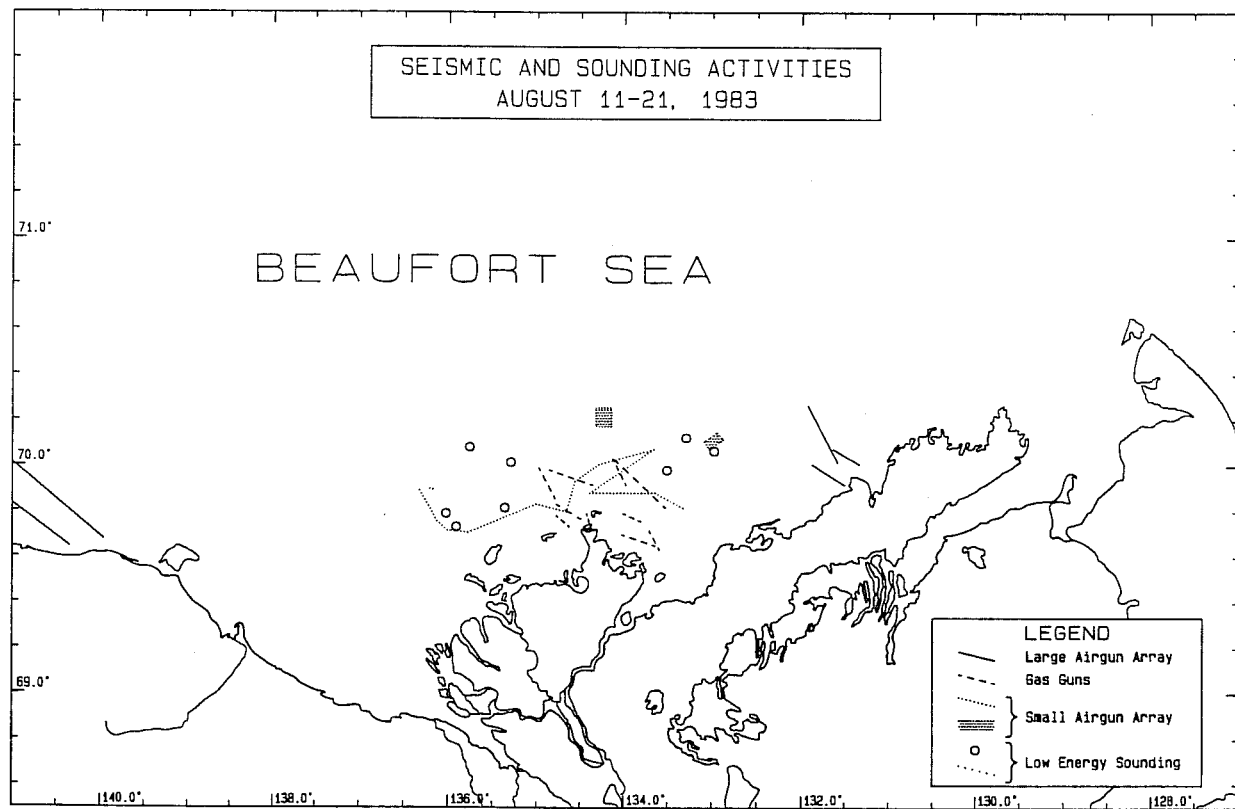 SEISMIC AND SOUNDING ACTIVITIES
AUGUST 11-21, 1983
71.0°
BEAUFORT SEA
70.0°
69.0°
LEGEND
Large Airgun Array
Gas Guns
Small Airgun Array
Low Energy Sounding
140.0° 138.0° 136.0° 134.0° 132.0° 130.0° 128.0°